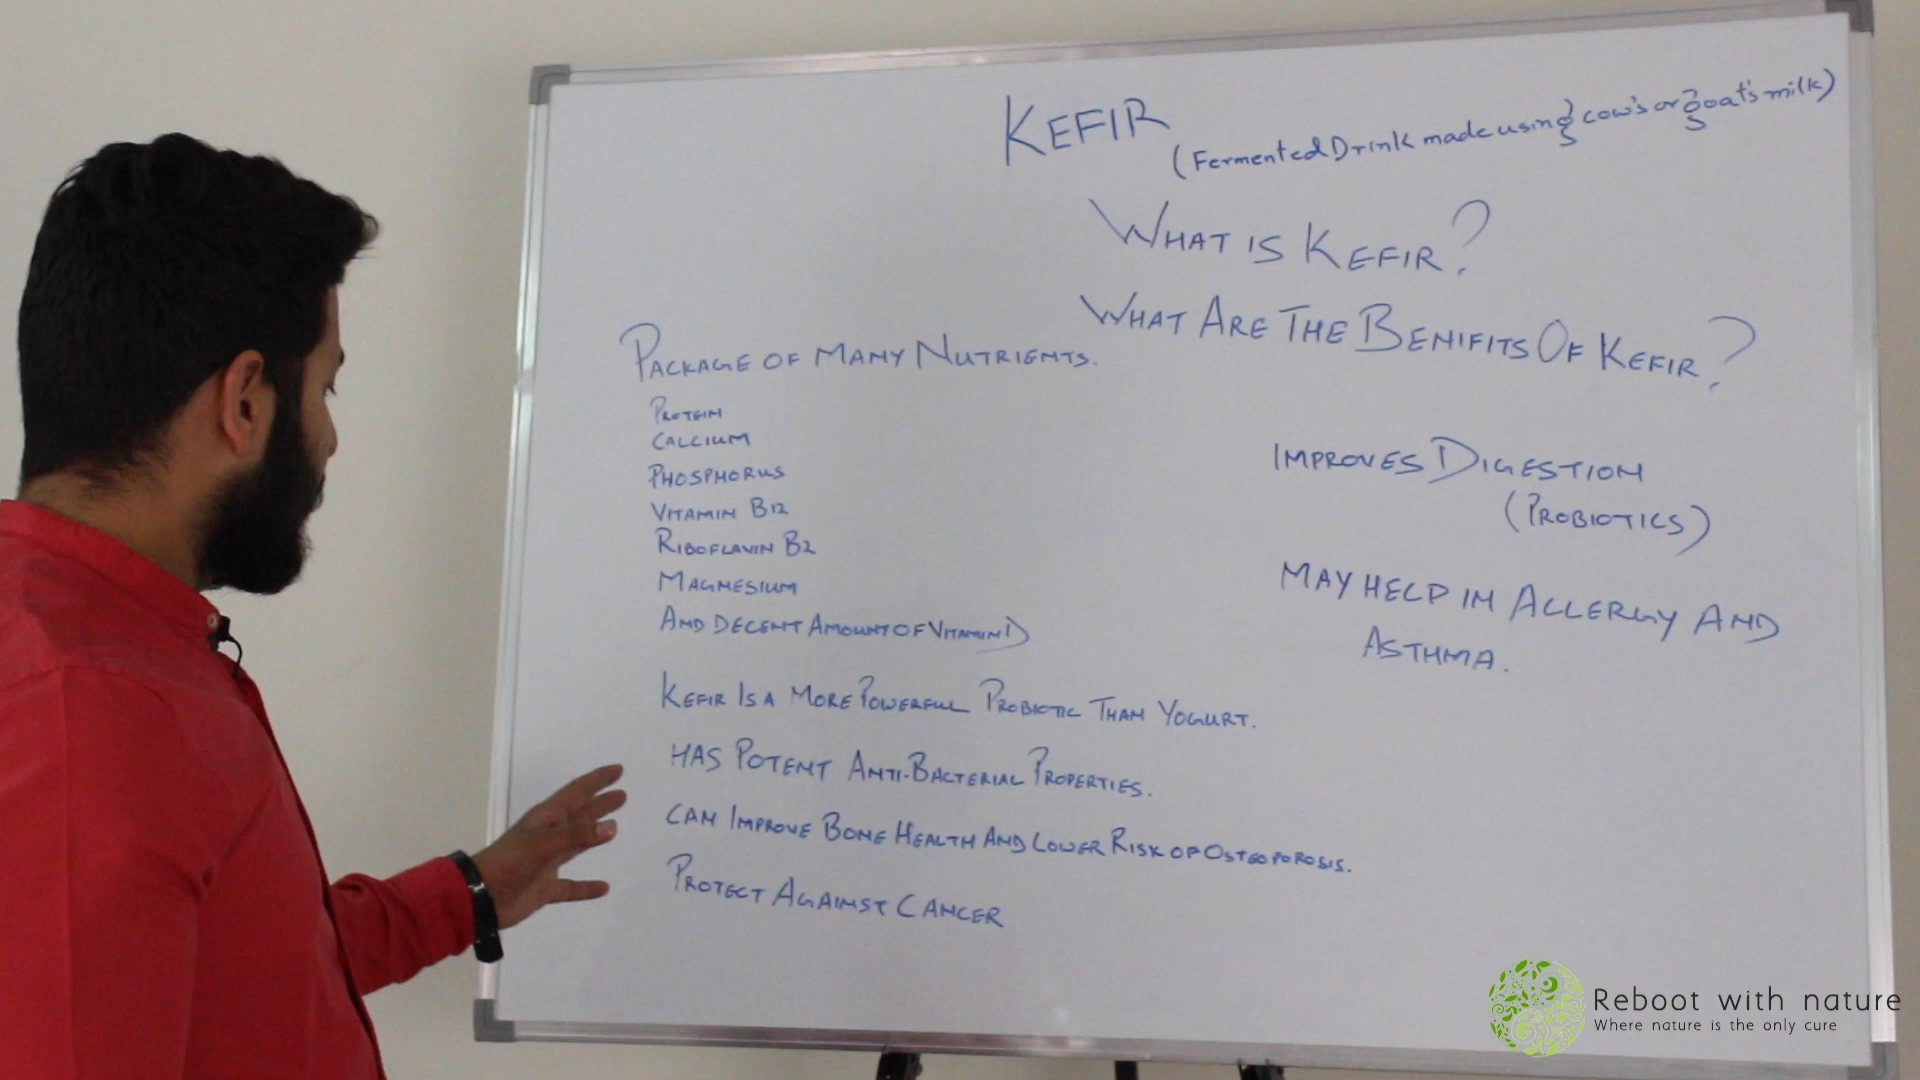 KEFIR
(Fermented Drink made using cow's or goat's milk)
WHAT IS KEFIR?
WHAT ARE THE BENIFITS OF KEFIR?
PACKAGE OF MANY NUTRIENTS.
PROTEIN
CALCIUM
PHOSPHORUS
VITAMIN B12
RIBOFLAVIN B2
MAGNESIUM
AND DECENT AMOUNT OF VITAMIN D
KEFIR IS A MORE POWERFUL PROBIOTIC THAN YOGURT.
HAS POTENT ANTI-BACTERIAL PROPERTIES.
CAN IMPROVE BONE HEALTH AND LOWER RISK OF OSTEOPOROSIS.
PROTECT AGAINST CANCER
IMPROVES DIGESTION
(PROBIOTICS)
MAY HELP IN ALLERGY AND
ASTHMA.
Reboot with nature
Where nature is the only cure